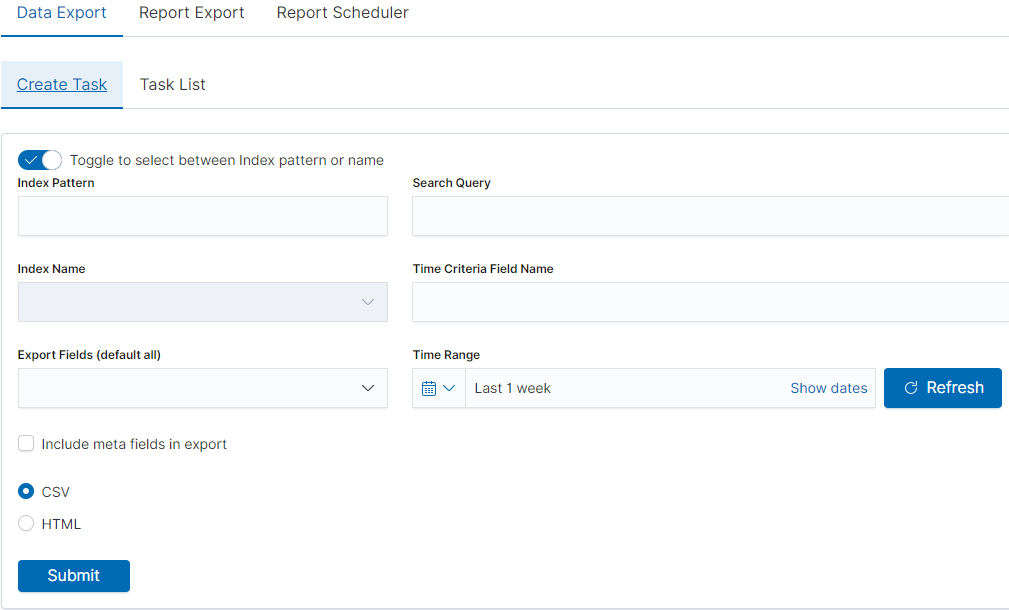 Data Export Report Export Report Scheduler
Create Task Task List
Toggle to select between Index pattern or name
Index Pattern Search Query
Index Name Time Criteria Field Name
Export Fields (default all) Time Range
Last 1 week Show dates Refresh
Include meta fields in export
CSV
HTML
Submit